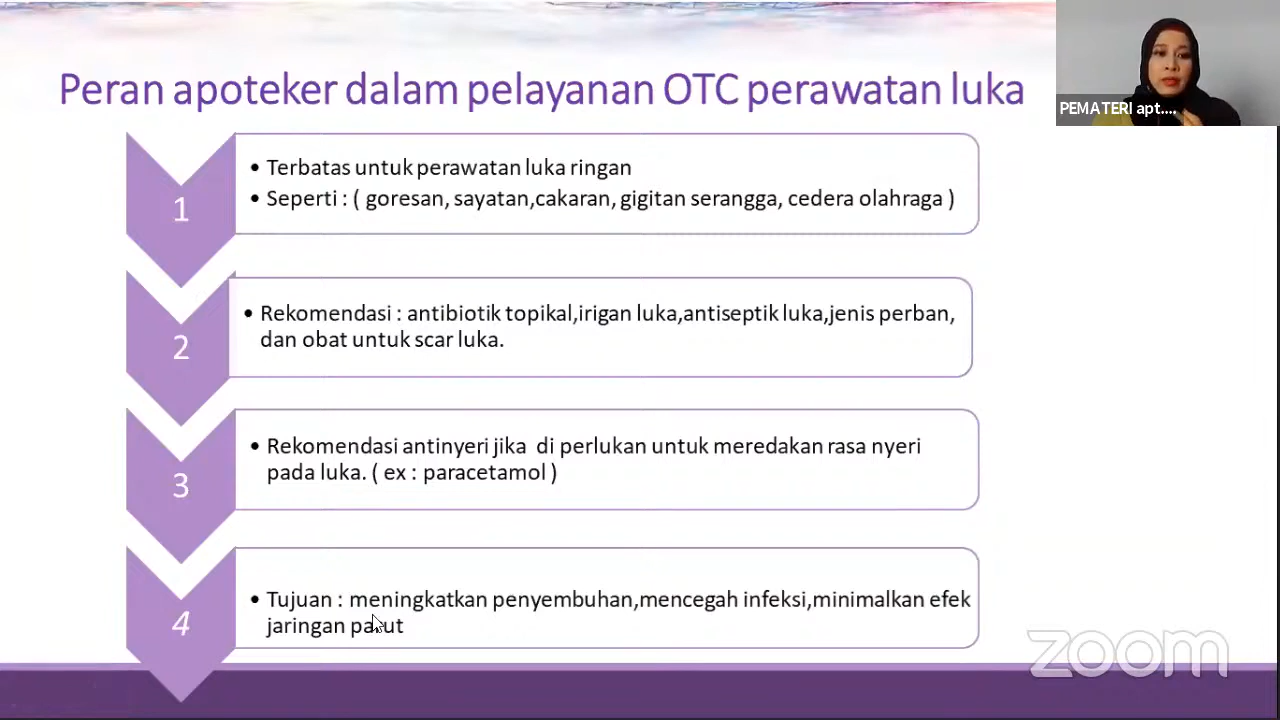 Peran apoteker dalam pelayanan OTC perawatan luka
PEMATERI apt....
1
• Terbatas untuk perawatan luka ringan
• Seperti : ( goresan, sayatan,cakaran, gigitan serangga, cedera olahraga )
2
• Rekomendasi : antibiotik topikal,irigan luka,antiseptik luka,jenis perban,
dan obat untuk scar luka.
3
• Rekomendasi antinyeri jika di perlukan untuk meredakan rasa nyeri
pada luka. ( ex : paracetamol )
4
• Tujuan : meningkatkan penyembuhan,mencegah infeksi,minimalkan efek
jaringan parut
zoom